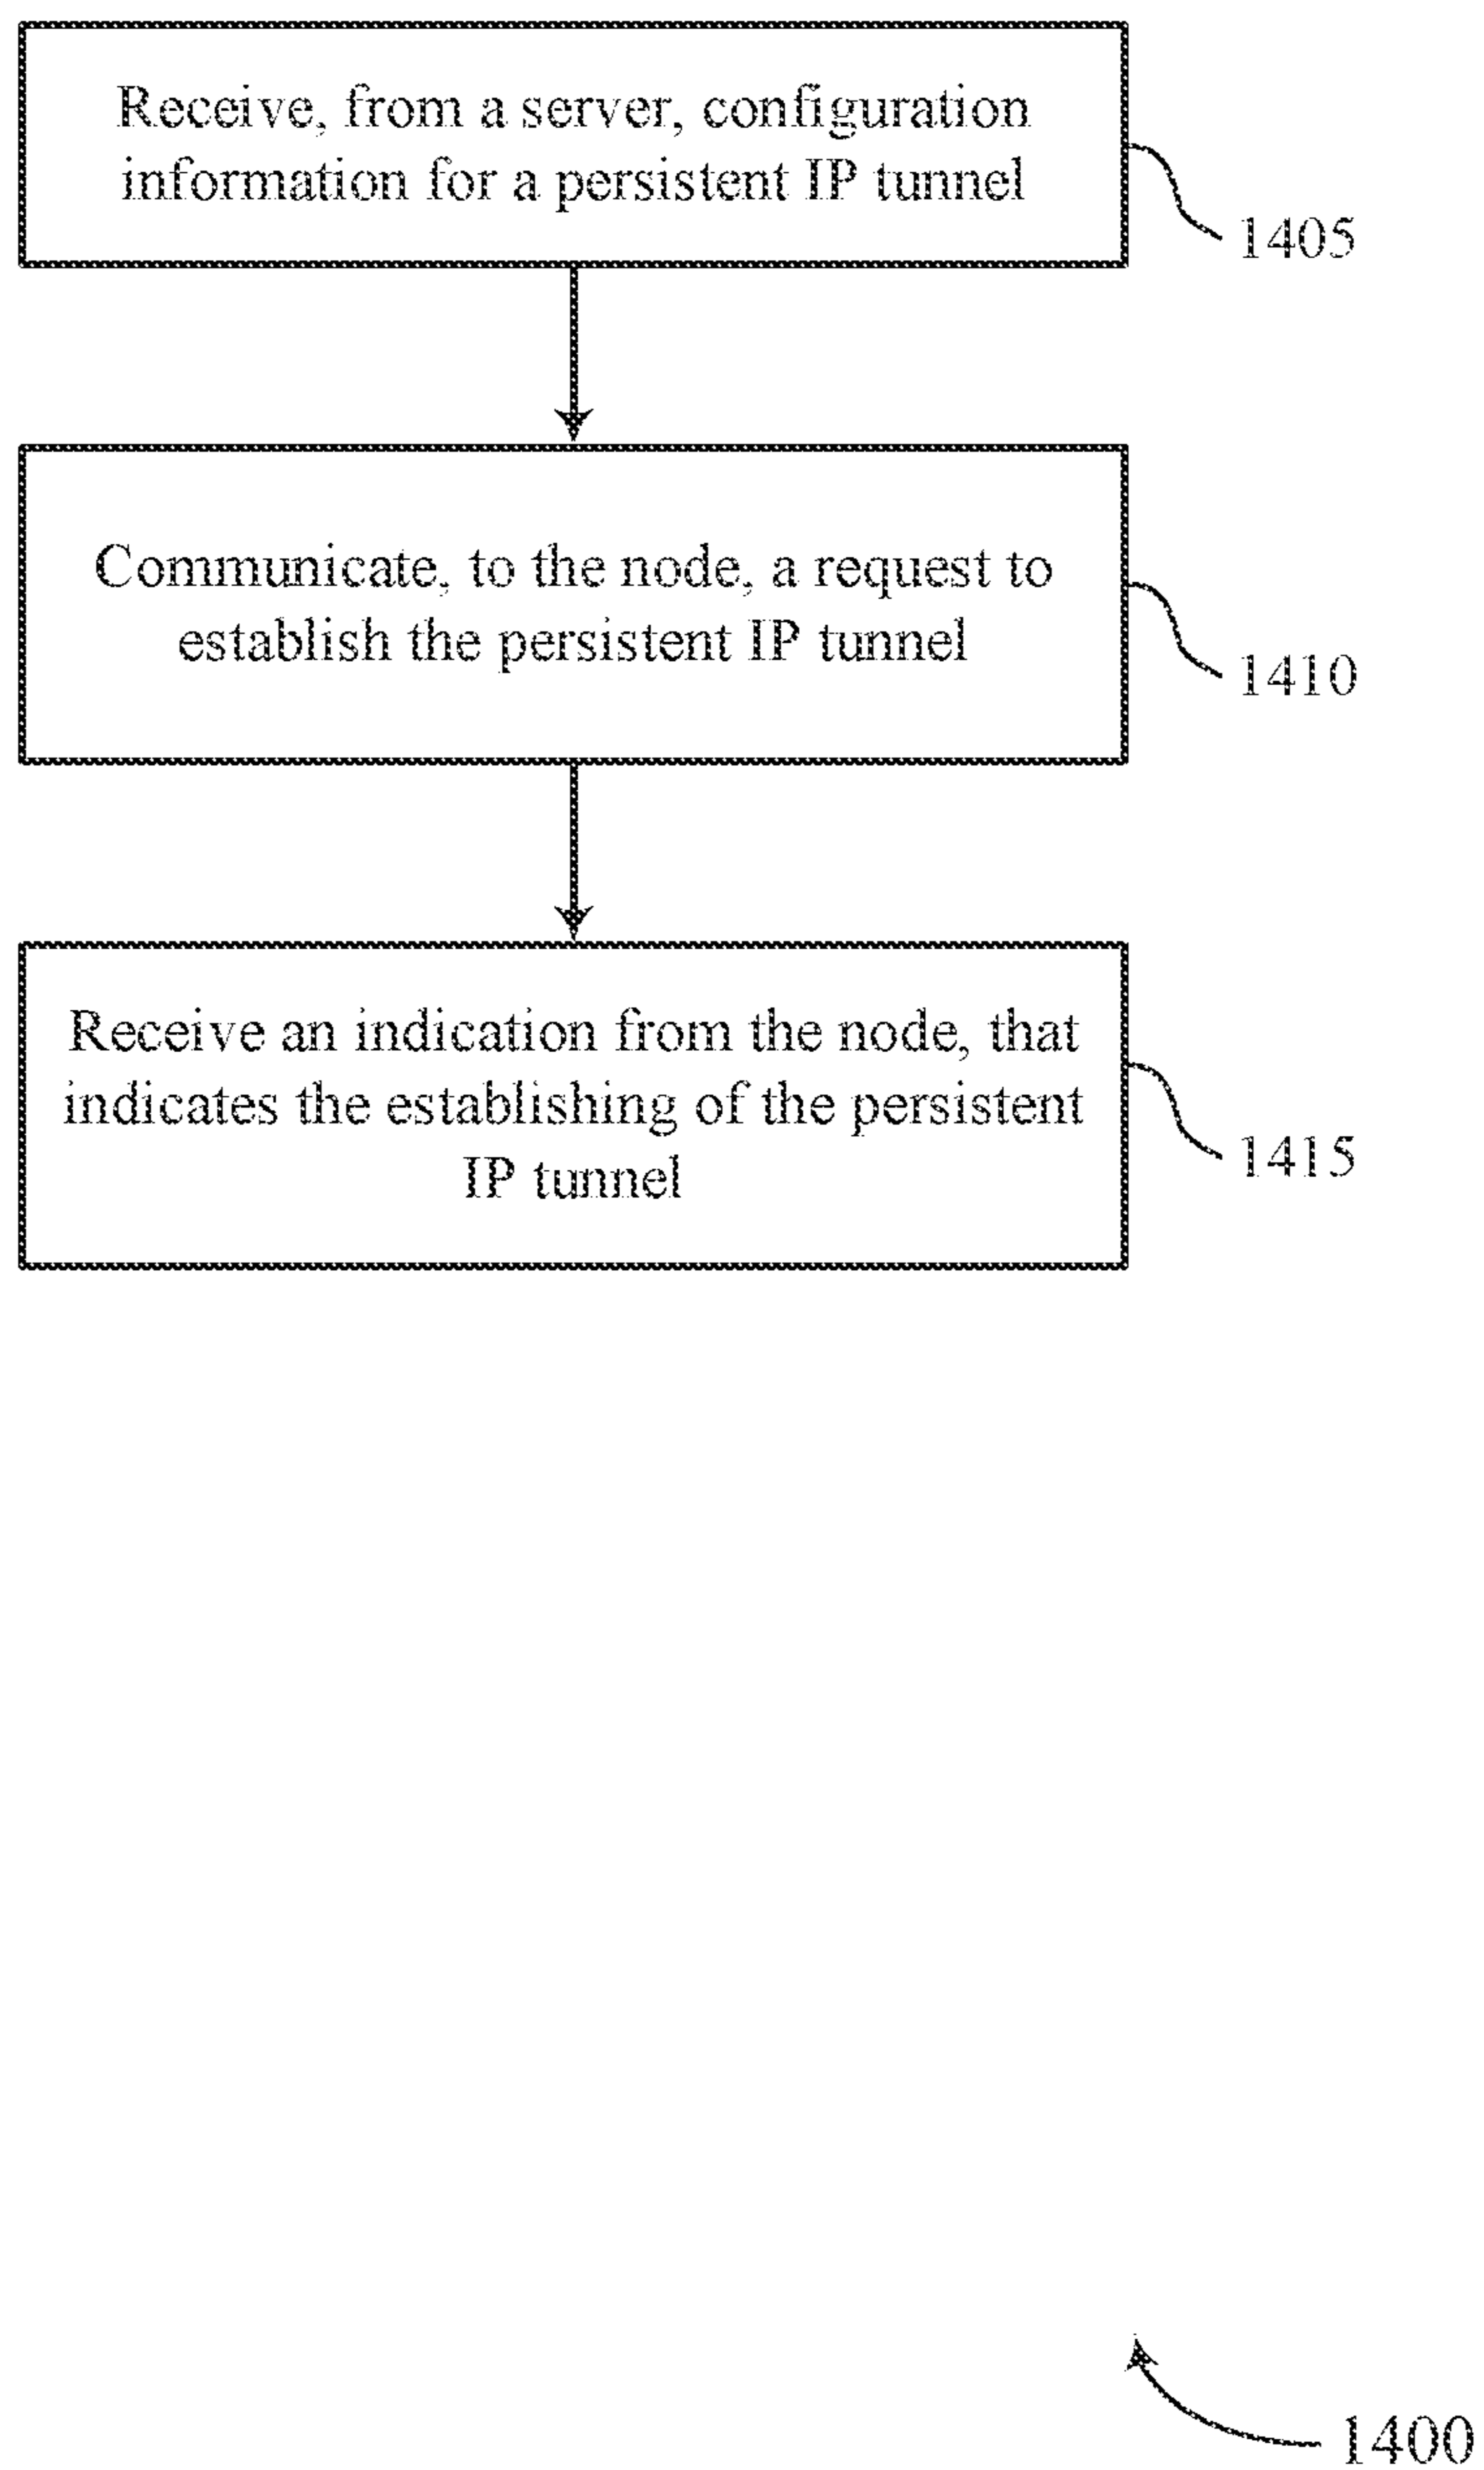 Receive, from a server, configuration
information for a persistent IP tunnel
1405
Communicate, to the node, a request to
establish the persistent IP tunnel
1410
Receive an indication from the node, that
indicates the establishing of the persistent
IP tunnel
1415
1400